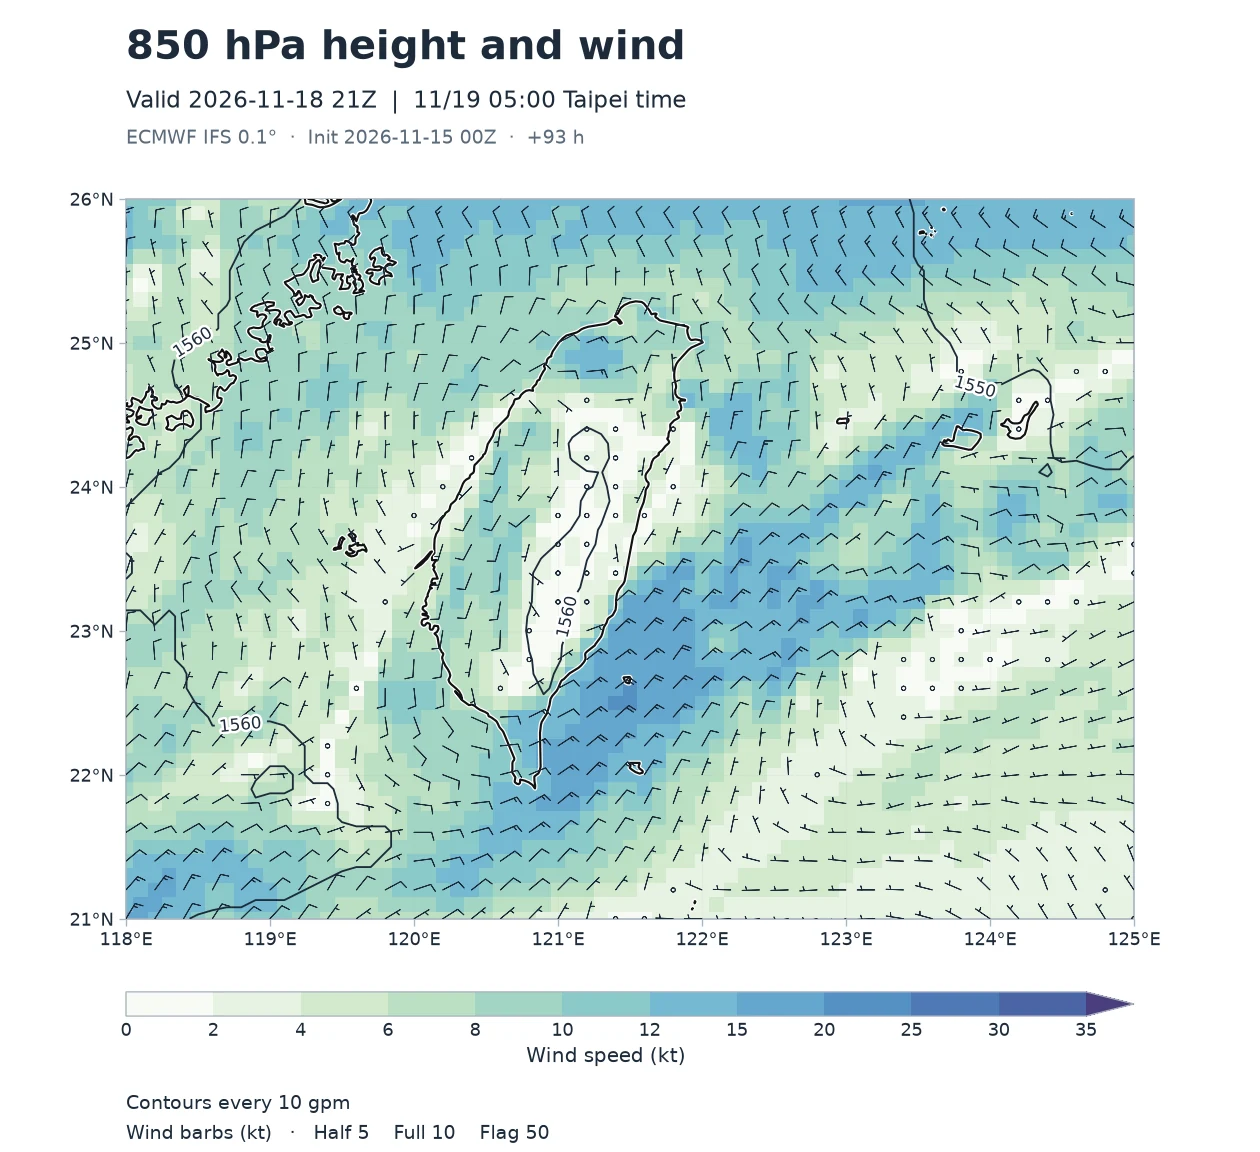 850 hPa height and wind
Valid 2026-11-18 21Z | 11/19 05:00 Taipei time
ECMWF IFS 0.1° · Init 2026-11-15 00Z · +93 h
26°N
25°N
24°N
23°N
22°N
21°N
1560
1550
1560
1560
118°E 119°E 120°E 121°E 122°E 123°E 124°E 125°E
0 2 4 6 8 10 12 15 20 25 30 35
Wind speed (kt)
Contours every 10 gpm
Wind barbs (kt) · Half 5 Full 10 Flag 50